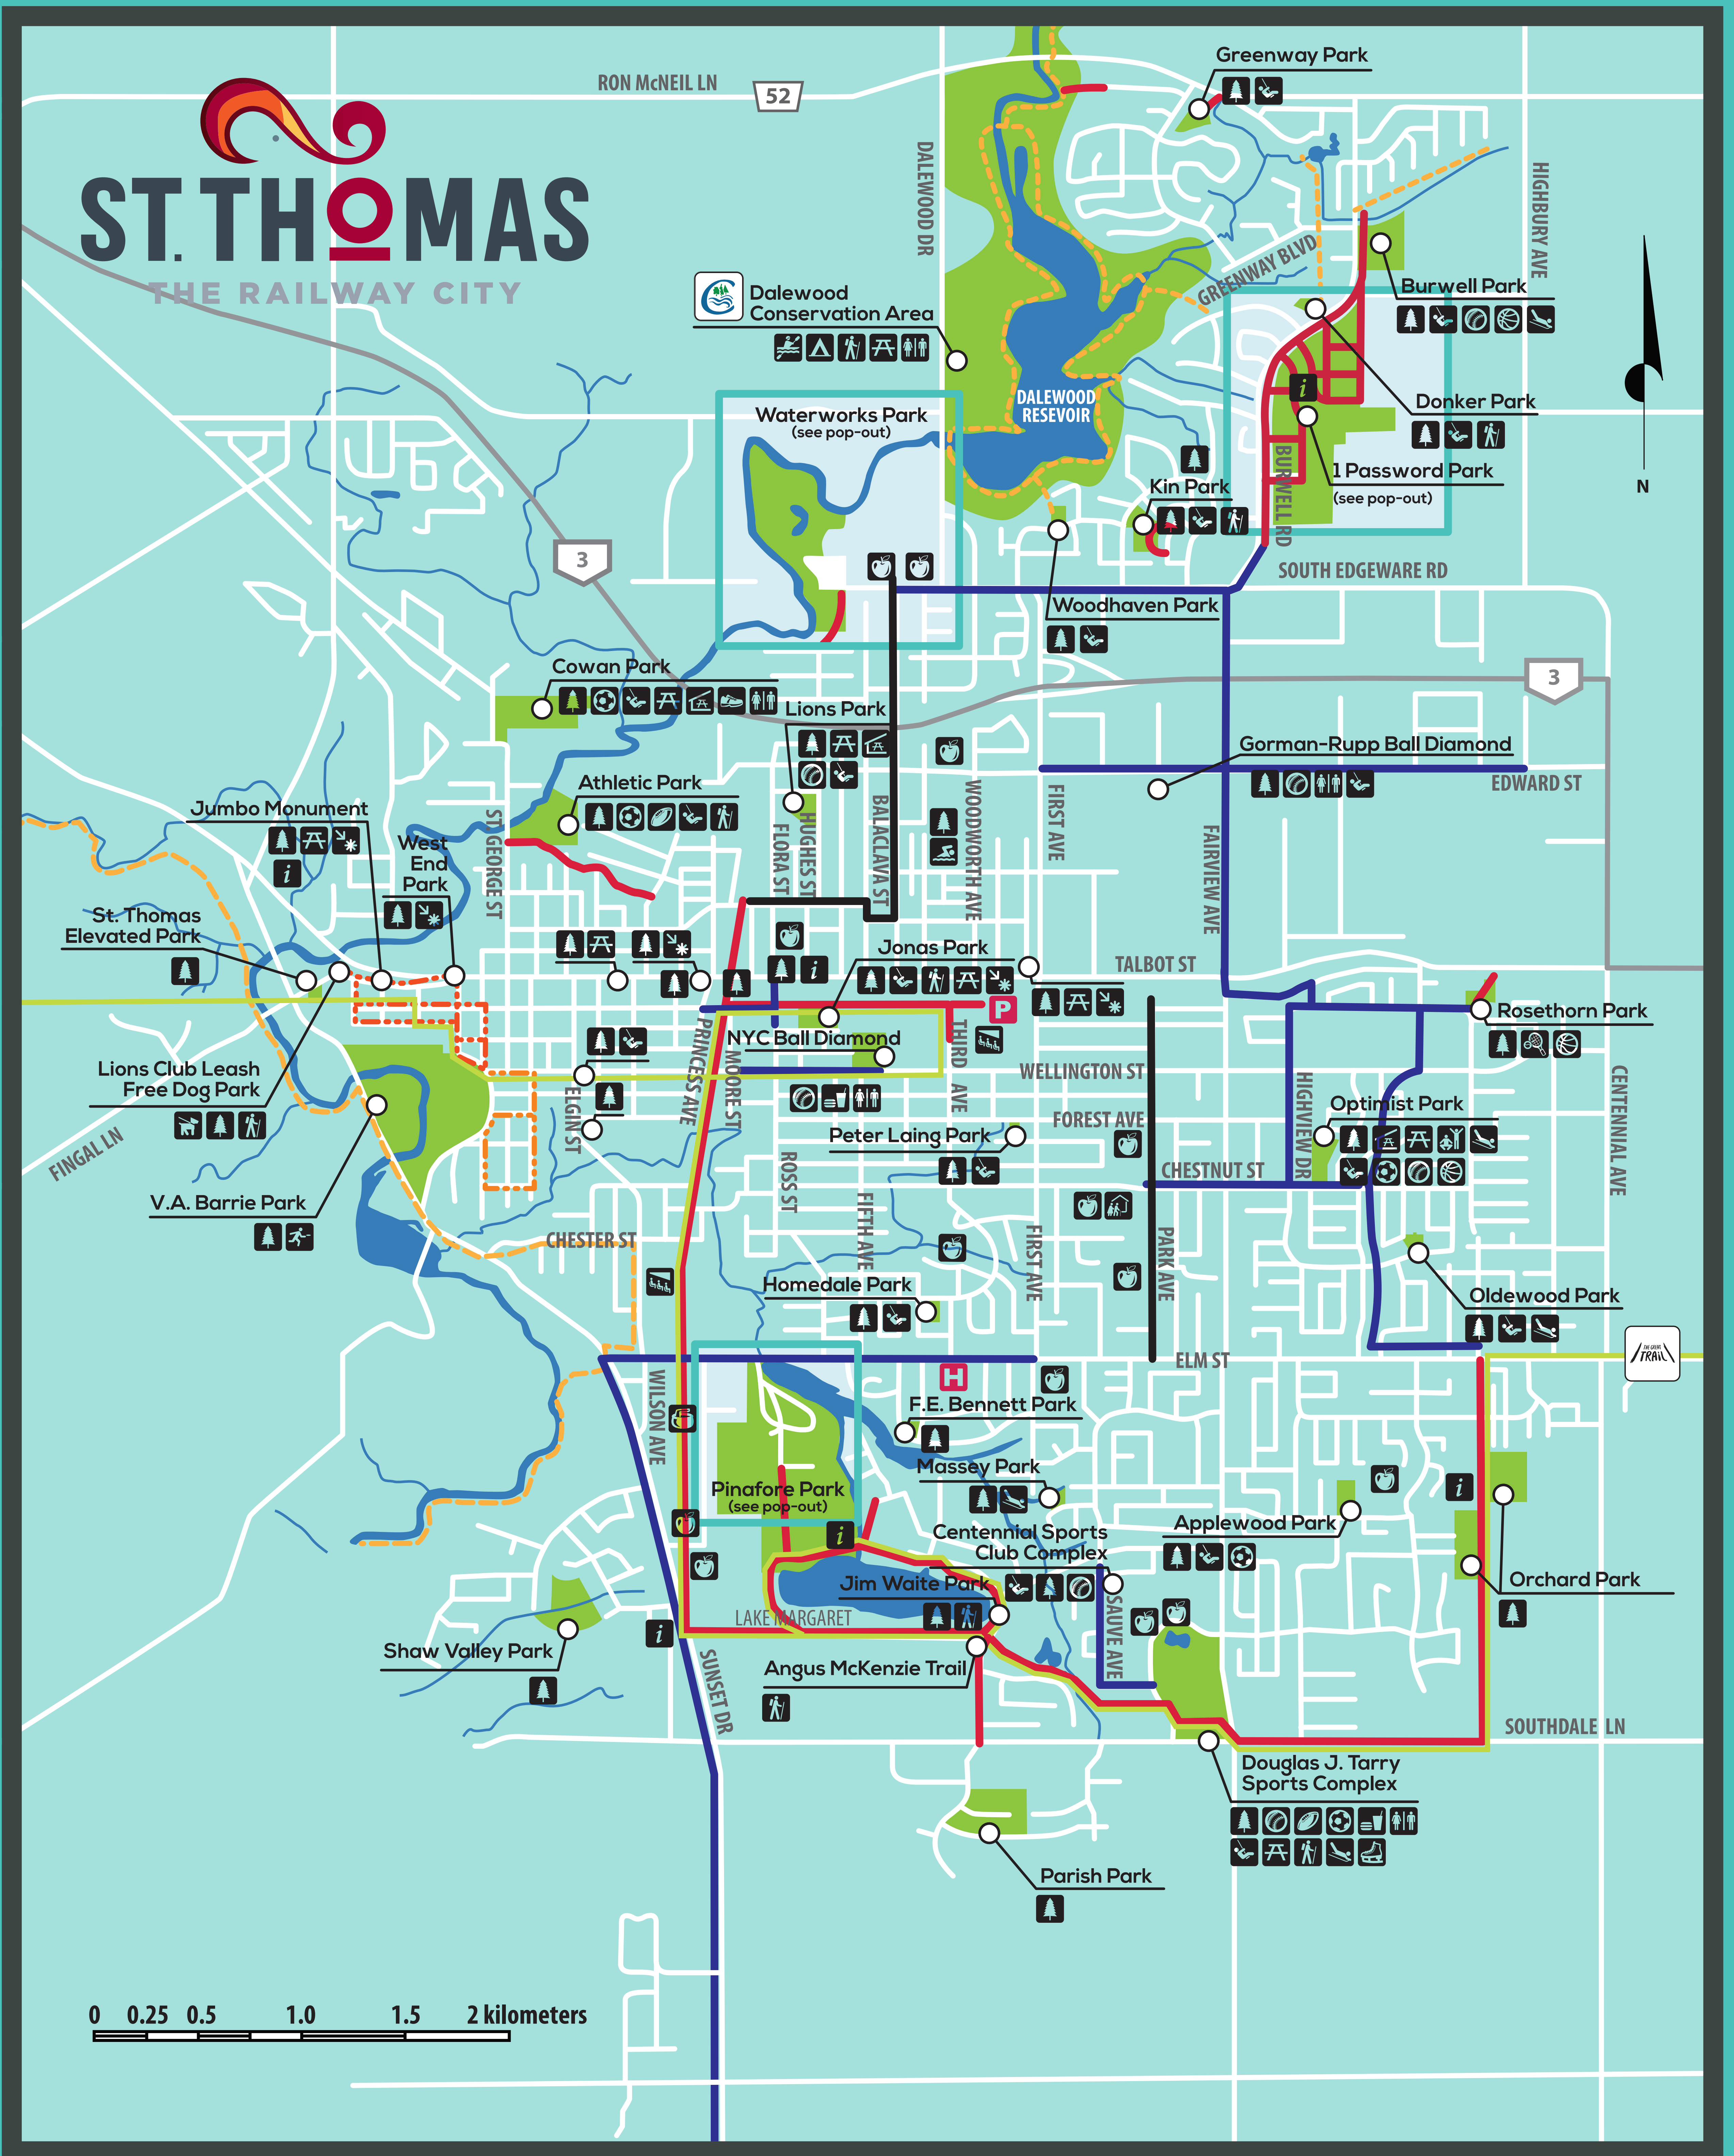 ST. THOMAS
THE RAILWAY CITY
RON McNEIL LN
52
Greenway Park
DALEWOOD DR
HIGHBURY AVE
GREENWAY BLVD
Burwell Park
Dalewood
Conservation Area
DALEWOOD
RESEVOIR
Donker Park
i
Waterworks Park
(see pop-out)
1 Password Park
(see pop-out)
BURWELL RD
Kin Park
N
3
SOUTH EDGEWARE RD
Woodhaven Park
Cowan Park
3
Lions Park
Gorman-Rupp Ball Diamond
EDWARD ST
Athletic Park
Jumbo Monument
i
West
End
Park
ST GEORGE ST
FLORA ST
HUGHES ST
BALACLAVA ST
WOODWORTH AVE
FIRST AVE
FAIRVIEW AVE
St. Thomas
Elevated Park
Jonas Park
i
TALBOT ST
P
Rosethorn Park
NYC Ball Diamond
PRINCESS AVE
MOORE ST
THIRD AVE
WELLINGTON ST
Lions Club Leash
Free Dog Park
ELGIN ST
FOREST AVE
HIGHVIEW DR
Optimist Park
CENTENNIAL AVE
FINGAL LN
Peter Laing Park
CHESTNUT ST
ROSS ST
V.A. Barrie Park
FIFTH AVE
FIRST AVE
PARK AVE
CHESTER ST
Homedale Park
Oldewood Park
ELM ST
THE GREAT
TRAIL
WILSON AVE
H
F.E. Bennett Park
Massey Park
Pinafore Park
(see pop-out)
i
i
Applewood Park
Centennial Sports
Club Complex
Jim Waite Park
Orchard Park
LAKE MARGARET
SAUVE AVE
i
Shaw Valley Park
Angus McKenzie Trail
SUNSET DR
SOUTHDALE LN
Douglas J. Tarry
Sports Complex
Parish Park
0 0.25 0.5 1.0 1.5 2 kilometers